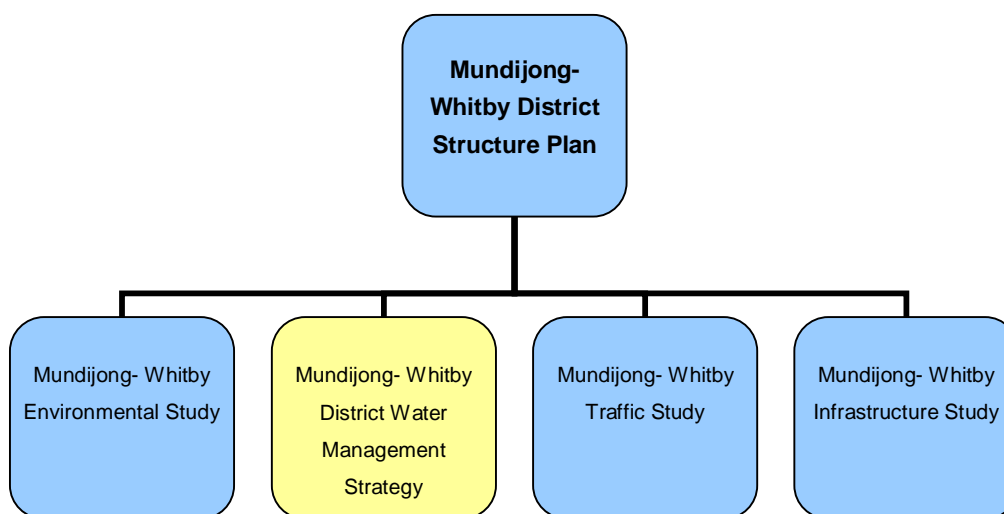 Mundijong-
Whitby District
Structure Plan
Mundijong- Whitby
Environmental Study
Mundijong- Whitby
District Water
Management
Strategy
Mundijong- Whitby
Traffic Study
Mundijong- Whitby
Infrastructure Study